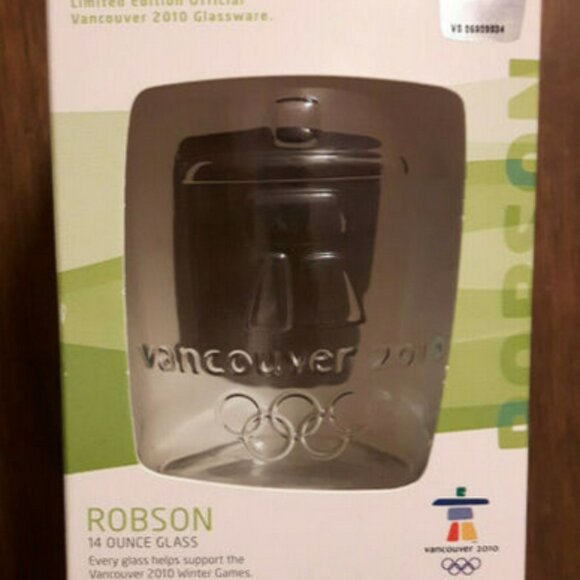 Limited Edition Official
Vancouver 2010 Glassware.
VG 06909804
ROBSON
vancouver 2010
ROBSON
14 OUNCE GLASS
Every glass helps support the
Vancouver 2010 Winter Games.
vancouver 2010